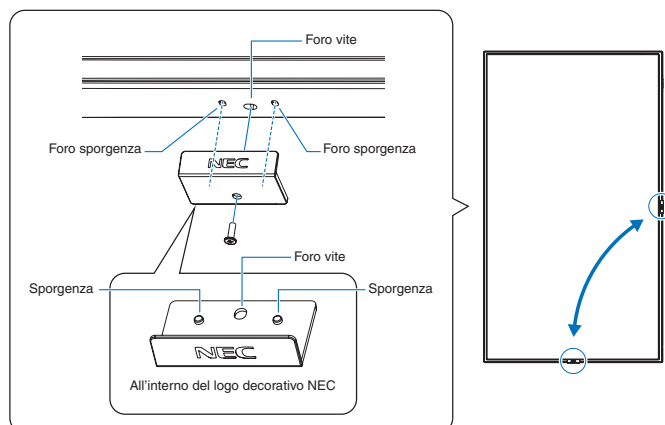 Foro vite
Foro sporgenza
Foro sporgenza
NEC
Foro vite
Sporgenza
Sporgenza
NEC
All'interno del logo decorativo NEC